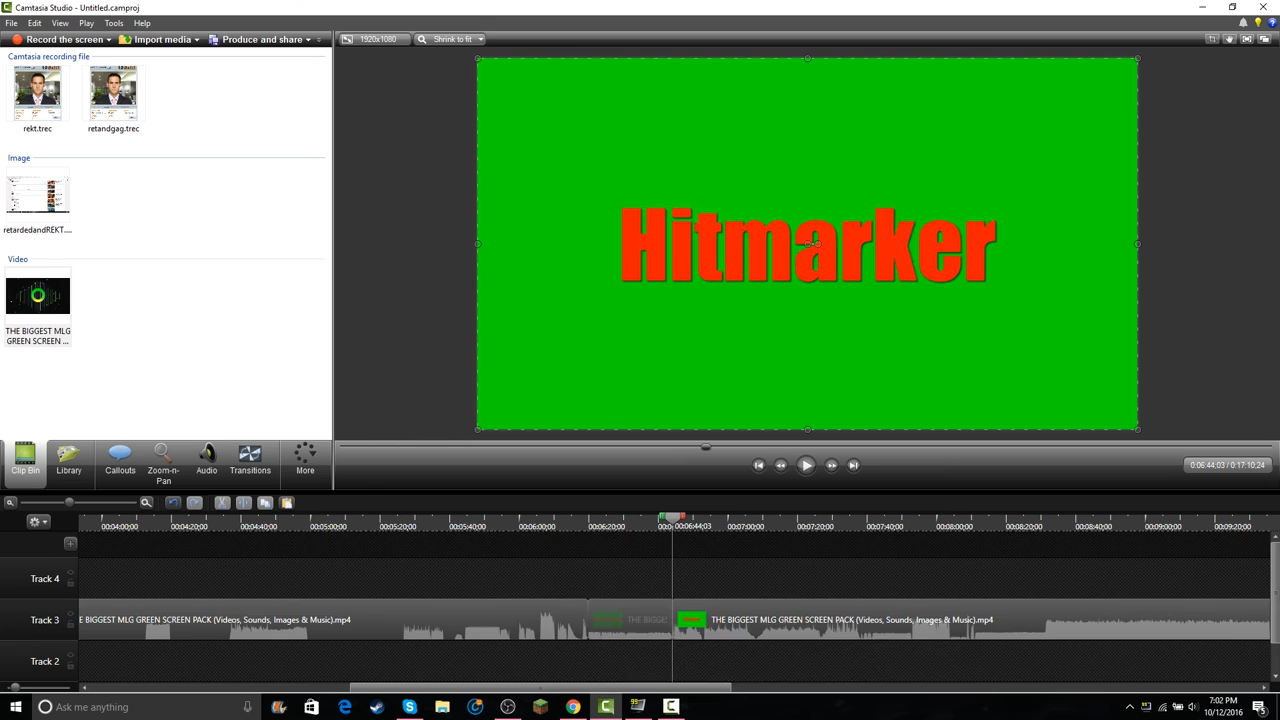 Camtasia Studio - Untitled.camproj
File Edit View Play Tools Help
Record the screen Import media Produce and share
1920x1080 Shrink to fit
Camtasia recording file
rekt.trec retandgag.trec
Image
retardedandREKT....
Video
THE BIGGEST MLG
GREEN SCREEN ...
Hitmarker
Clip Bin Library Callouts Zoom-n-Pan Audio Transitions More
0:06:44;03 / 0:17:10;24
00:04:00;00 00:04:20;00 00:04:40;00 00:05:00;00 00:05:20;00 00:05:40;00 00:06:00;00 00:06:20;00 00:06:44;03 00:07:00;00 00:07:20;00 00:07:40;00 00:08:00;00 00:08:20;00 00:08:40;00 00:09:00;00 00:09:20;00
Track 4
Track 3 E BIGGEST MLG GREEN SCREEN PACK (Videos, Sounds, Images & Music).mp4 THE BIGGE THE BIGGEST MLG GREEN SCREEN PACK (Videos, Sounds, Images & Music).mp4
Track 2
Ask me anything
7:02 PM
10/12/2016